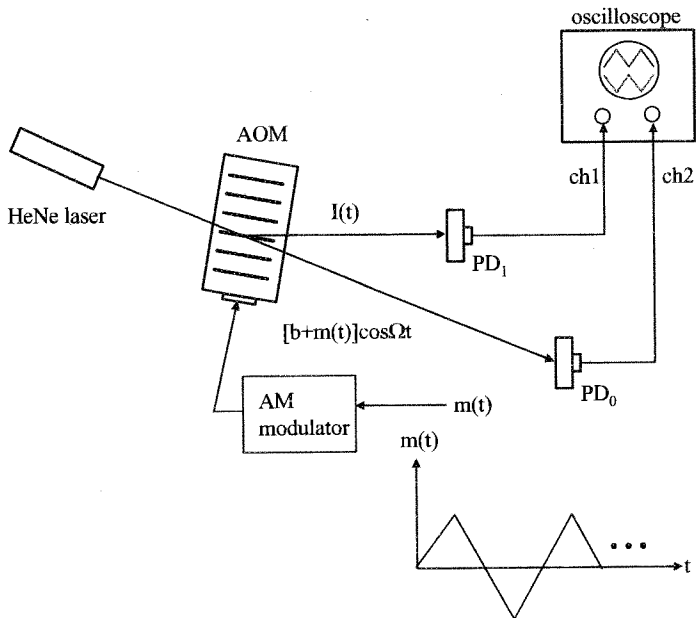 oscilloscope
AOM
HeNe laser
I(t)
ch1
ch2
PD₁
[b+m(t)]cosΩt
PD₀
AM
modulator
m(t)
m(t)
t